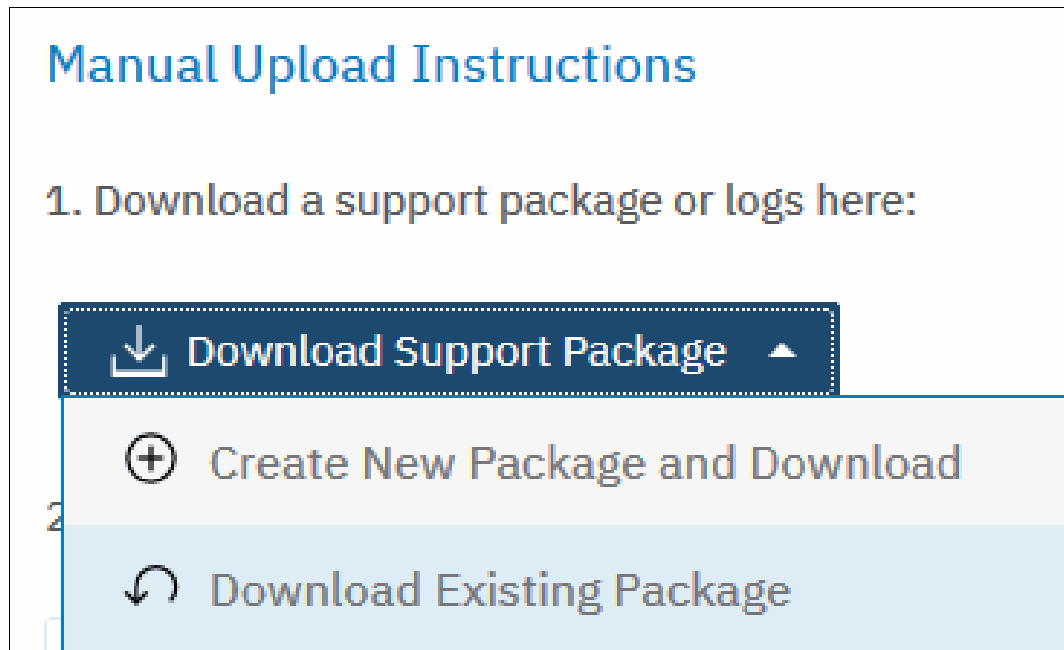 Manual Upload Instructions
1. Download a support package or logs here:
Download Support Package
Create New Package and Download
2
Download Existing Package